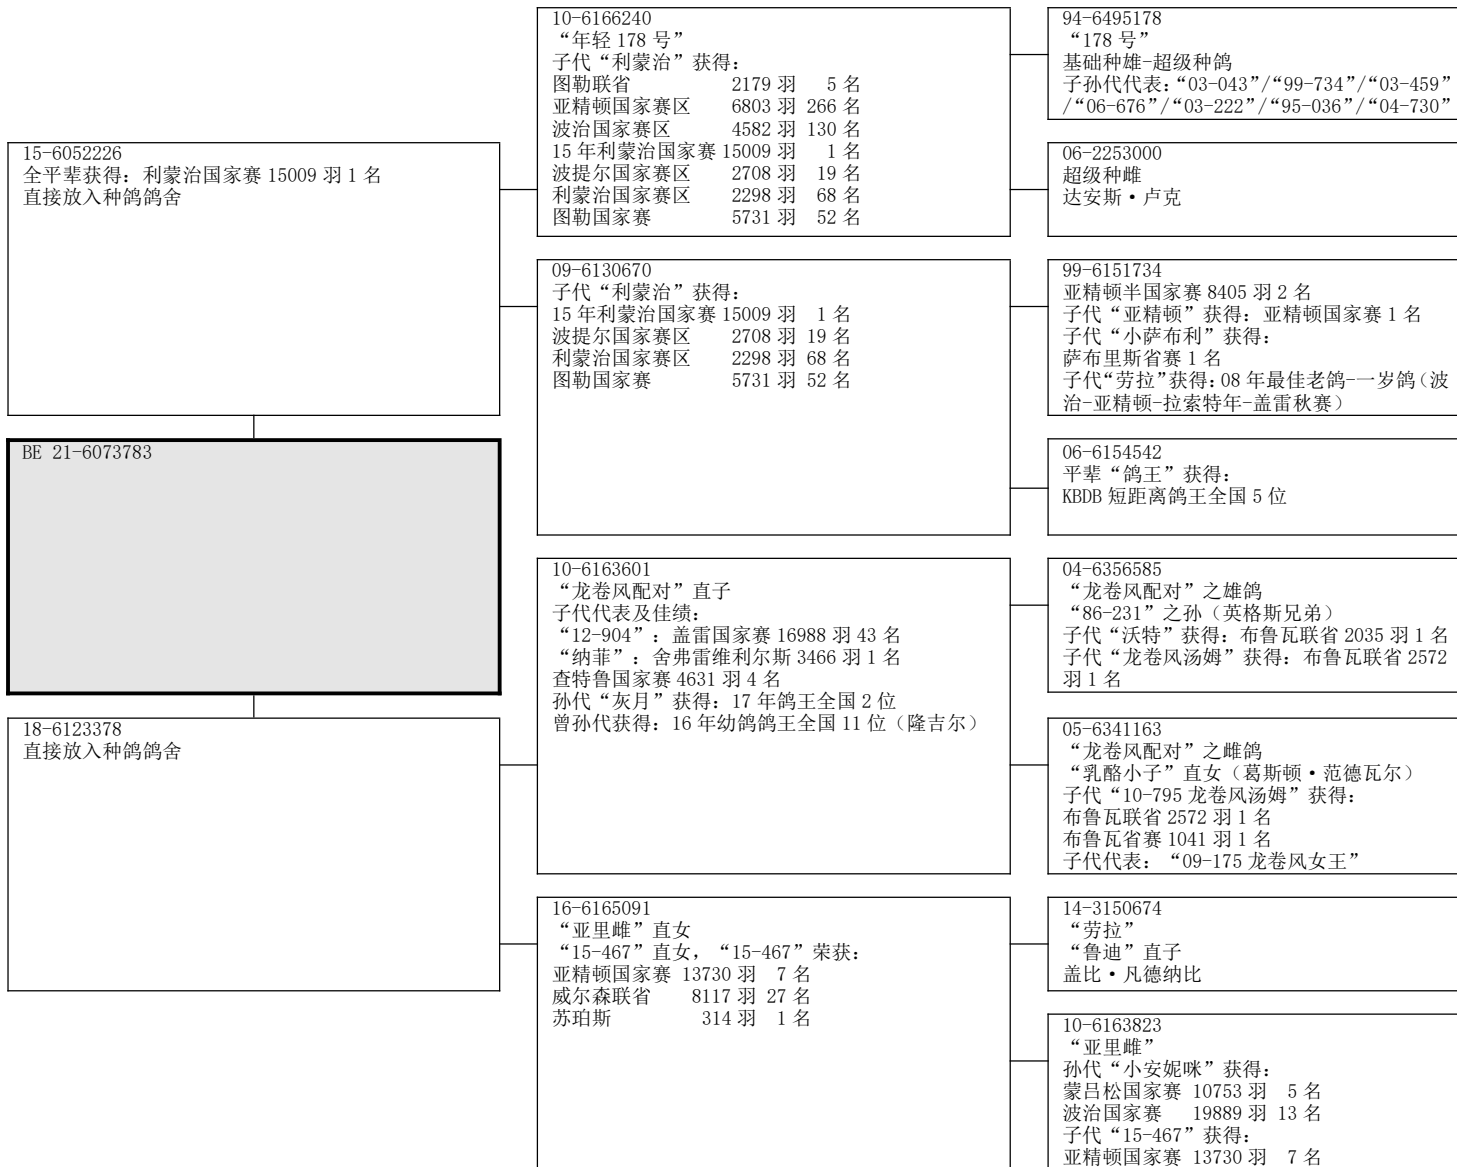 15-6052226
全平辈获得：利蒙治国家赛 15009 羽 1 名
直接放入种鸽鸽舍
BE 21-6073783
18-6123378
直接放入种鸽鸽舍
10-6166240
“年轻 178 号”
子代“利蒙治”获得：
图勒联省 2179 羽 5 名
亚精顿国家赛区 6803 羽 266 名
波治国家赛区 4582 羽 130 名
15 年利蒙治国家赛 15009 羽 1 名
波提尔国家赛区 2708 羽 19 名
利蒙治国家赛区 2298 羽 68 名
图勒国家赛 5731 羽 52 名
09-6130670
子代“利蒙治”获得：
15 年利蒙治国家赛 15009 羽 1 名
波提尔国家赛区 2708 羽 19 名
利蒙治国家赛区 2298 羽 68 名
图勒国家赛 5731 羽 52 名
10-6163601
“龙卷风配对”直子
子代代表及佳绩：
“12-904”：盖雷国家赛 16988 羽 43 名
“纳菲”：舍弗雷维利尔斯 3466 羽 1 名
查特鲁国家赛 4631 羽 4 名
孙代“灰月”获得：17 年鸽王全国 2 位
曾孙代获得：16 年幼鸽鸽王全国 11 位（隆吉尔）
16-6165091
“亚里雌”直女
“15-467”直女，“15-467”荣获：
亚精顿国家赛 13730 羽 7 名
威尔森联省 8117 羽 27 名
苏珀斯 314 羽 1 名
94-6495178
“178 号”
基础种雄-超级种鸽
子孙代代表：“03-043”/“99-734”/“03-459”
/“06-676”/“03-222”/“95-036”/“04-730”
06-2253000
超级种雌
达安斯·卢克
99-6151734
亚精顿半国家赛 8405 羽 2 名
子代“亚精顿”获得：亚精顿国家赛 1 名
子代“小萨布利”获得：
萨布里斯省赛 1 名
子代“劳拉”获得：08 年最佳老鸽-一岁鸽（波
治-亚精顿-拉索特年-盖雷秋赛）
06-6154542
平辈“鸽王”获得：
KBDB 短距离鸽王全国 5 位
04-6356585
“龙卷风配对”之雄鸽
“86-231”之孙（英格斯兄弟）
子代“沃特”获得：布鲁瓦联省 2035 羽 1 名
子代“龙卷风汤姆”获得：布鲁瓦联省 2572
羽 1 名
05-6341163
“龙卷风配对”之雌鸽
“乳酪小子”直女（葛斯顿·范德瓦尔）
子代“10-795 龙卷风汤姆”获得：
布鲁瓦联省 2572 羽 1 名
布鲁瓦省赛 1041 羽 1 名
子代代表：“09-175 龙卷风女王”
14-3150674
“劳拉”
“鲁迪”直子
盖比·凡德纳比
10-6163823
“亚里雌”
孙代“小安妮咪”获得：
蒙吕松国家赛 10753 羽 5 名
波治国家赛 19889 羽 13 名
子代“15-467”获得：
亚精顿国家赛 13730 羽 7 名